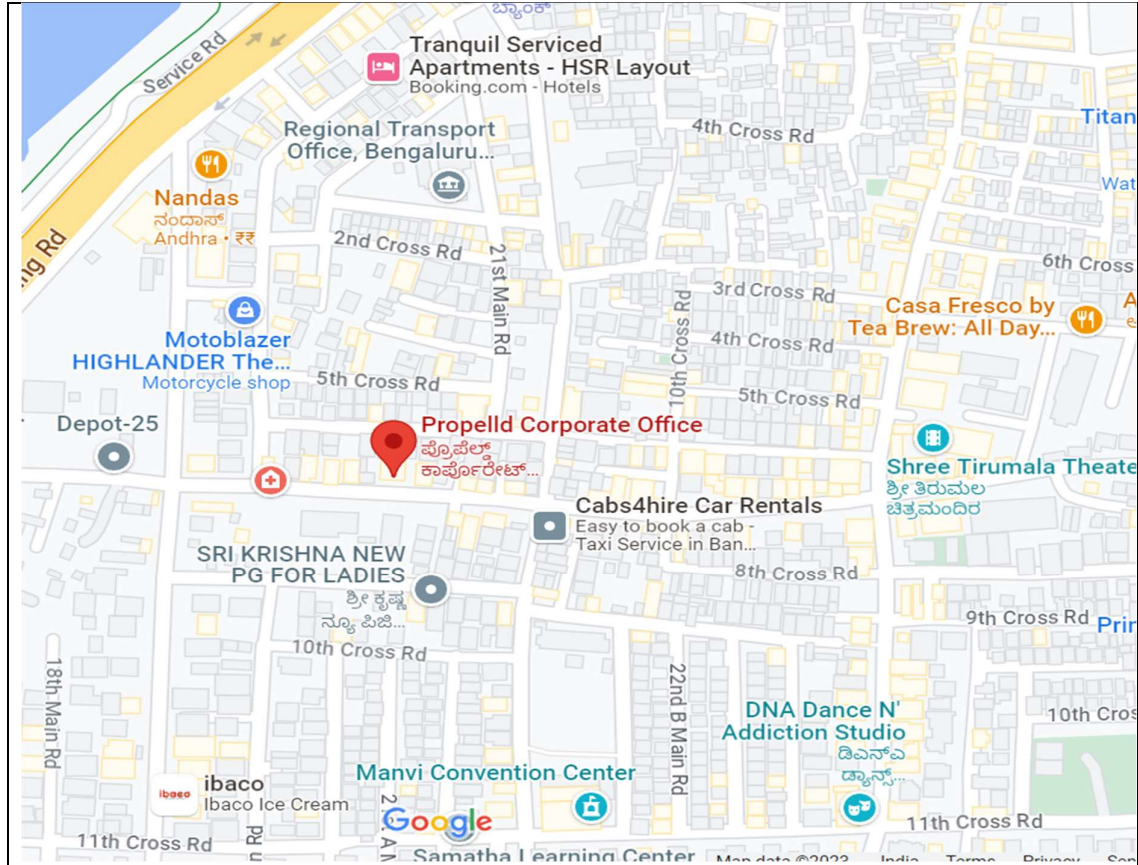 ಬ್ಯಾಂಕ್
Service Rd
Tranquil Serviced
Apartments - HSR Layout
Booking.com - Hotels
4th Cross Rd
Titan
Regional Transport
Office, Bengaluru...
Wat
Nandas
ನಂದಾಸ್
Andhra • ₹₹
2nd Cross Rd
ng Rd
21st Main Rd
6th Cross
3rd Cross Rd
Casa Fresco by
Tea Brew: All Day...
A
Motoblazer
HIGHLANDER The...
Motorcycle shop
10th Cross Rd
4th Cross Rd
5th Cross Rd
5th Cross Rd
Depot-25
Propelld Corporate Office
ಪ್ರೊಪೆಲ್ಡ್
ಕಾರ್ಪೊರೇಟ್...
Shree Tirumala Theate
ಶ್ರೀ ತಿರುಮಲ
ಚಿತ್ರಮಂದಿರ
Cabs4hire Car Rentals
Easy to book a cab -
Taxi Service in Ban...
SRI KRISHNA NEW
PG FOR LADIES
ಶ್ರೀ ಕೃಷ್ಣ
ನ್ಯೂ ಪಿಜಿ...
8th Cross Rd
9th Cross Rd
Prin
10th Cross Rd
18th Main Rd
22nd B Main Rd
DNA Dance N'
Addiction Studio
ಡಿಎನ್ಎ
ಡ್ಯಾನ್ಸ್...
10th Cros
Manvi Convention Center
ibaco
ibaco
Ibaco Ice Cream
Google
11th Cross Rd
Rd
11th Cross Rd
Samatha Learning Center
Map data ©2023
India
Terms
Privacy